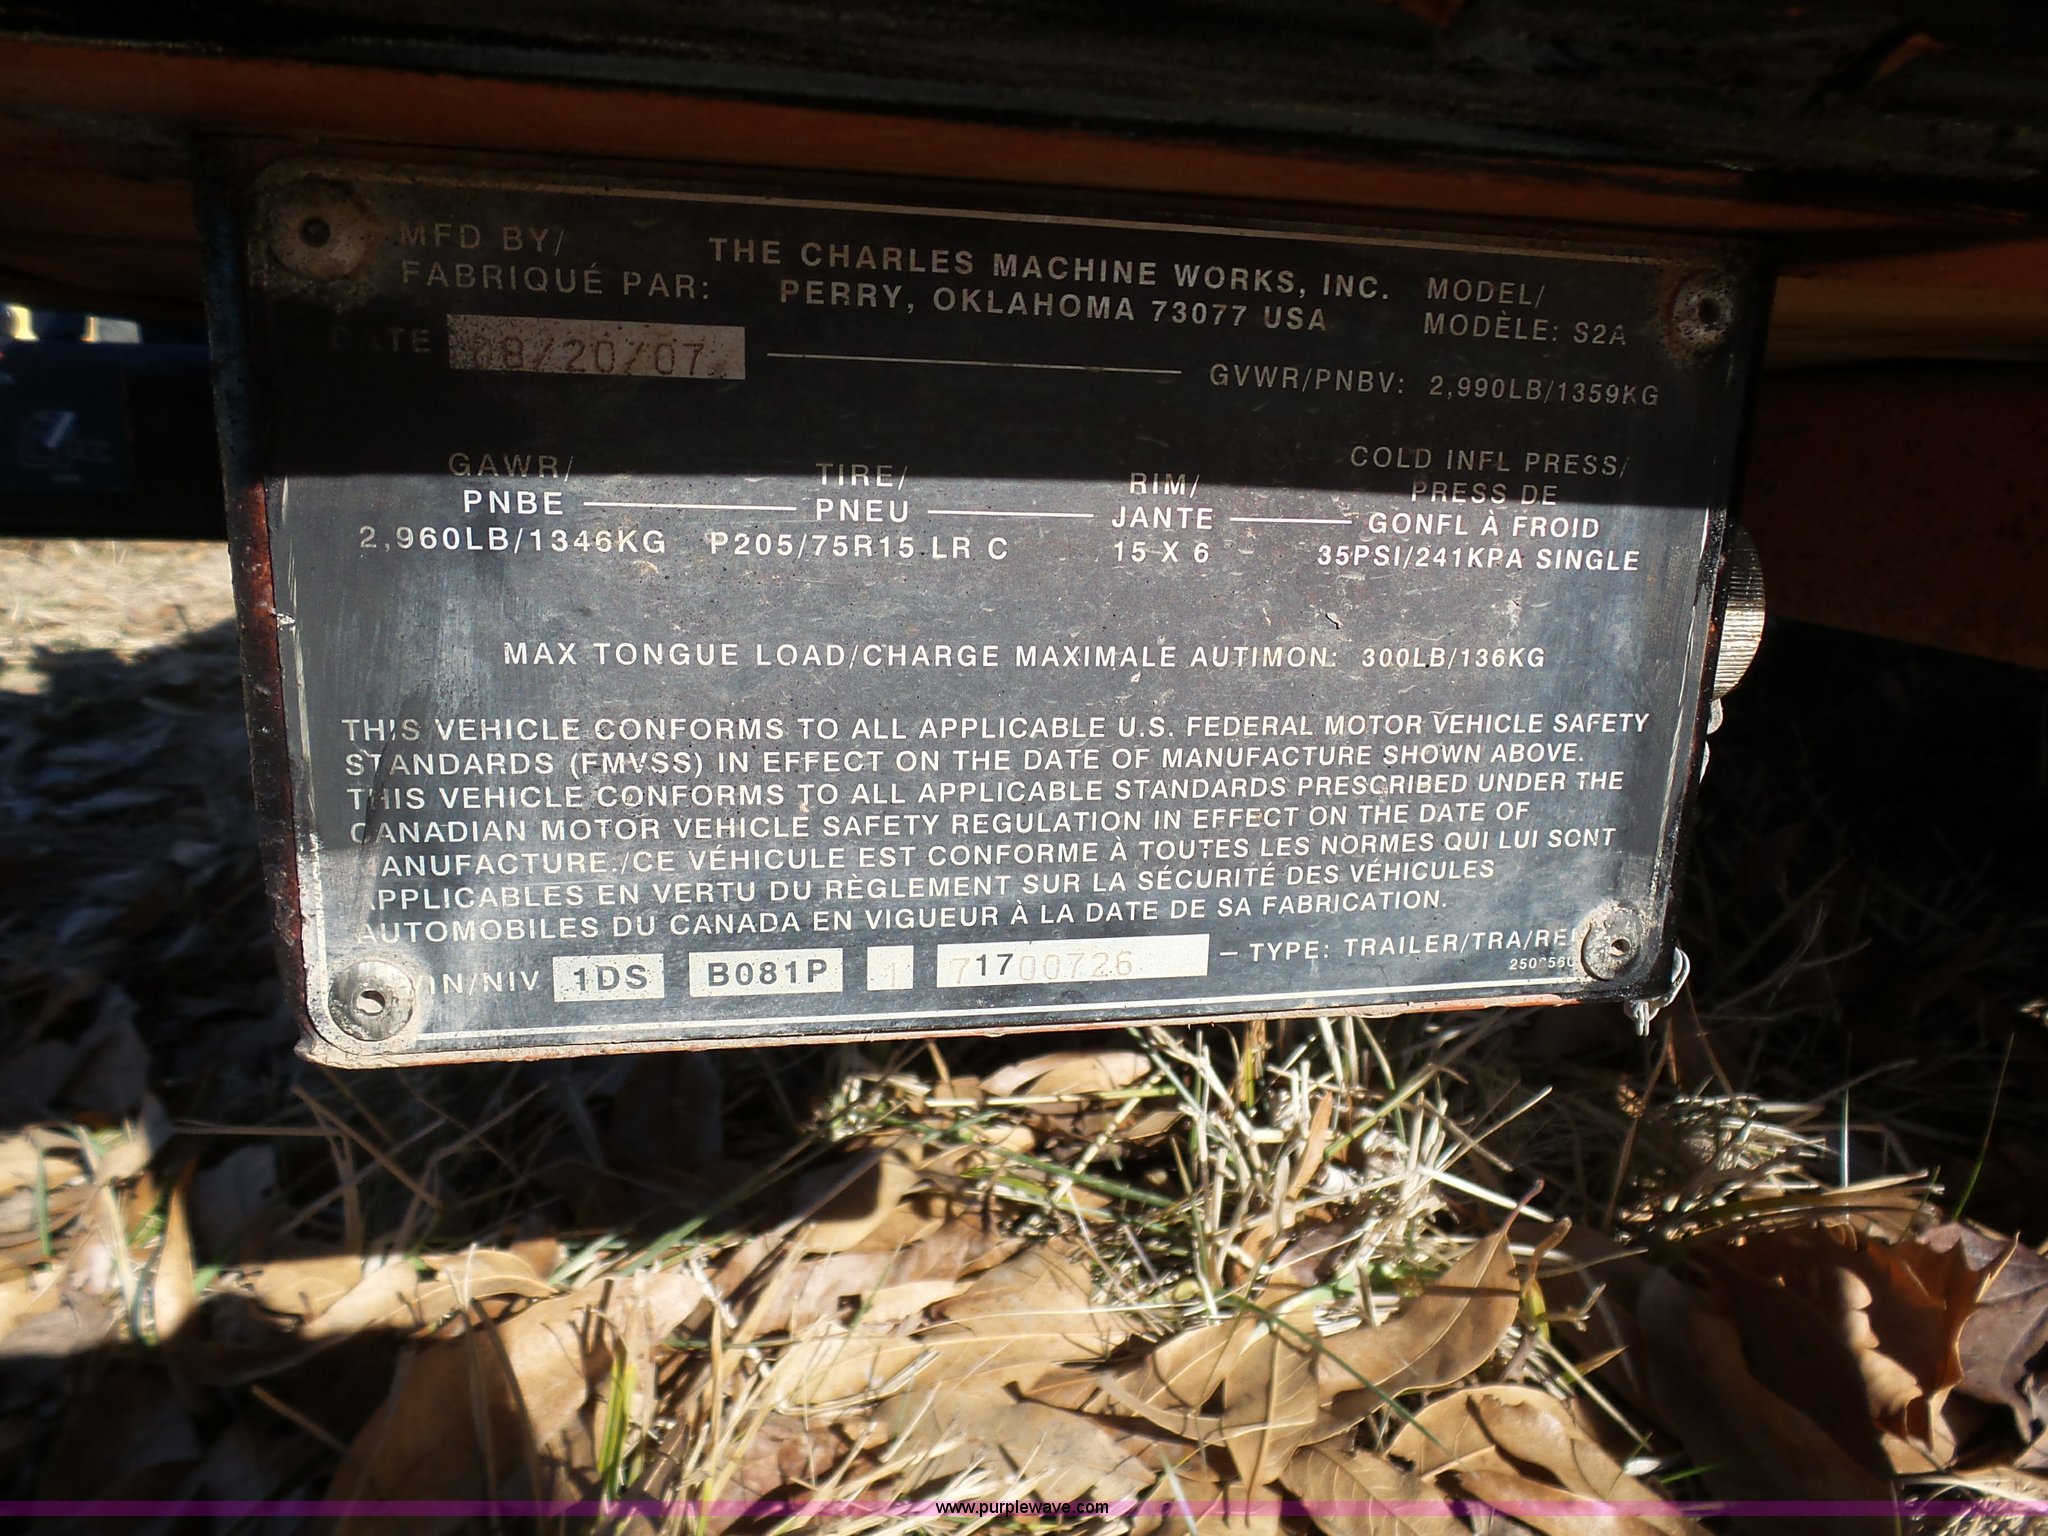 MFD BY/
FABRIQUÉ PAR:
THE CHARLES MACHINE WORKS, INC.
PERRY, OKLAHOMA 73077 USA
MODEL/
MODÈLE: S2A
DATE 08/20/07
GVWR/PNBV: 2,990LB/1359KG
GAWR/
PNBE
2,960LB/1346KG
TIRE/
PNEU
P205/75R15 LR C
RIM/
JANTE
15 X 6
COLD INFL PRESS/
PRESS DE
GONFL À FROID
35PSI/241KPA SINGLE
MAX TONGUE LOAD/CHARGE MAXIMALE AUTIMON: 300LB/136KG
THIS VEHICLE CONFORMS TO ALL APPLICABLE U.S. FEDERAL MOTOR VEHICLE SAFETY
STANDARDS (FMVSS) IN EFFECT ON THE DATE OF MANUFACTURE SHOWN ABOVE.
THIS VEHICLE CONFORMS TO ALL APPLICABLE STANDARDS PRESCRIBED UNDER THE
CANADIAN MOTOR VEHICLE SAFETY REGULATION IN EFFECT ON THE DATE OF
MANUFACTURE./CE VÉHICULE EST CONFORME À TOUTES LES NORMES QUI LUI SONT
APPLICABLES EN VERTU DU RÈGLEMENT SUR LA SÉCURITÉ DES VÉHICULES
AUTOMOBILES DU CANADA EN VIGUEUR À LA DATE DE SA FABRICATION.
VIN/NIV 1DS B081P 1 71700726 – TYPE: TRAILER/TRA/REM
www.purplewave.com